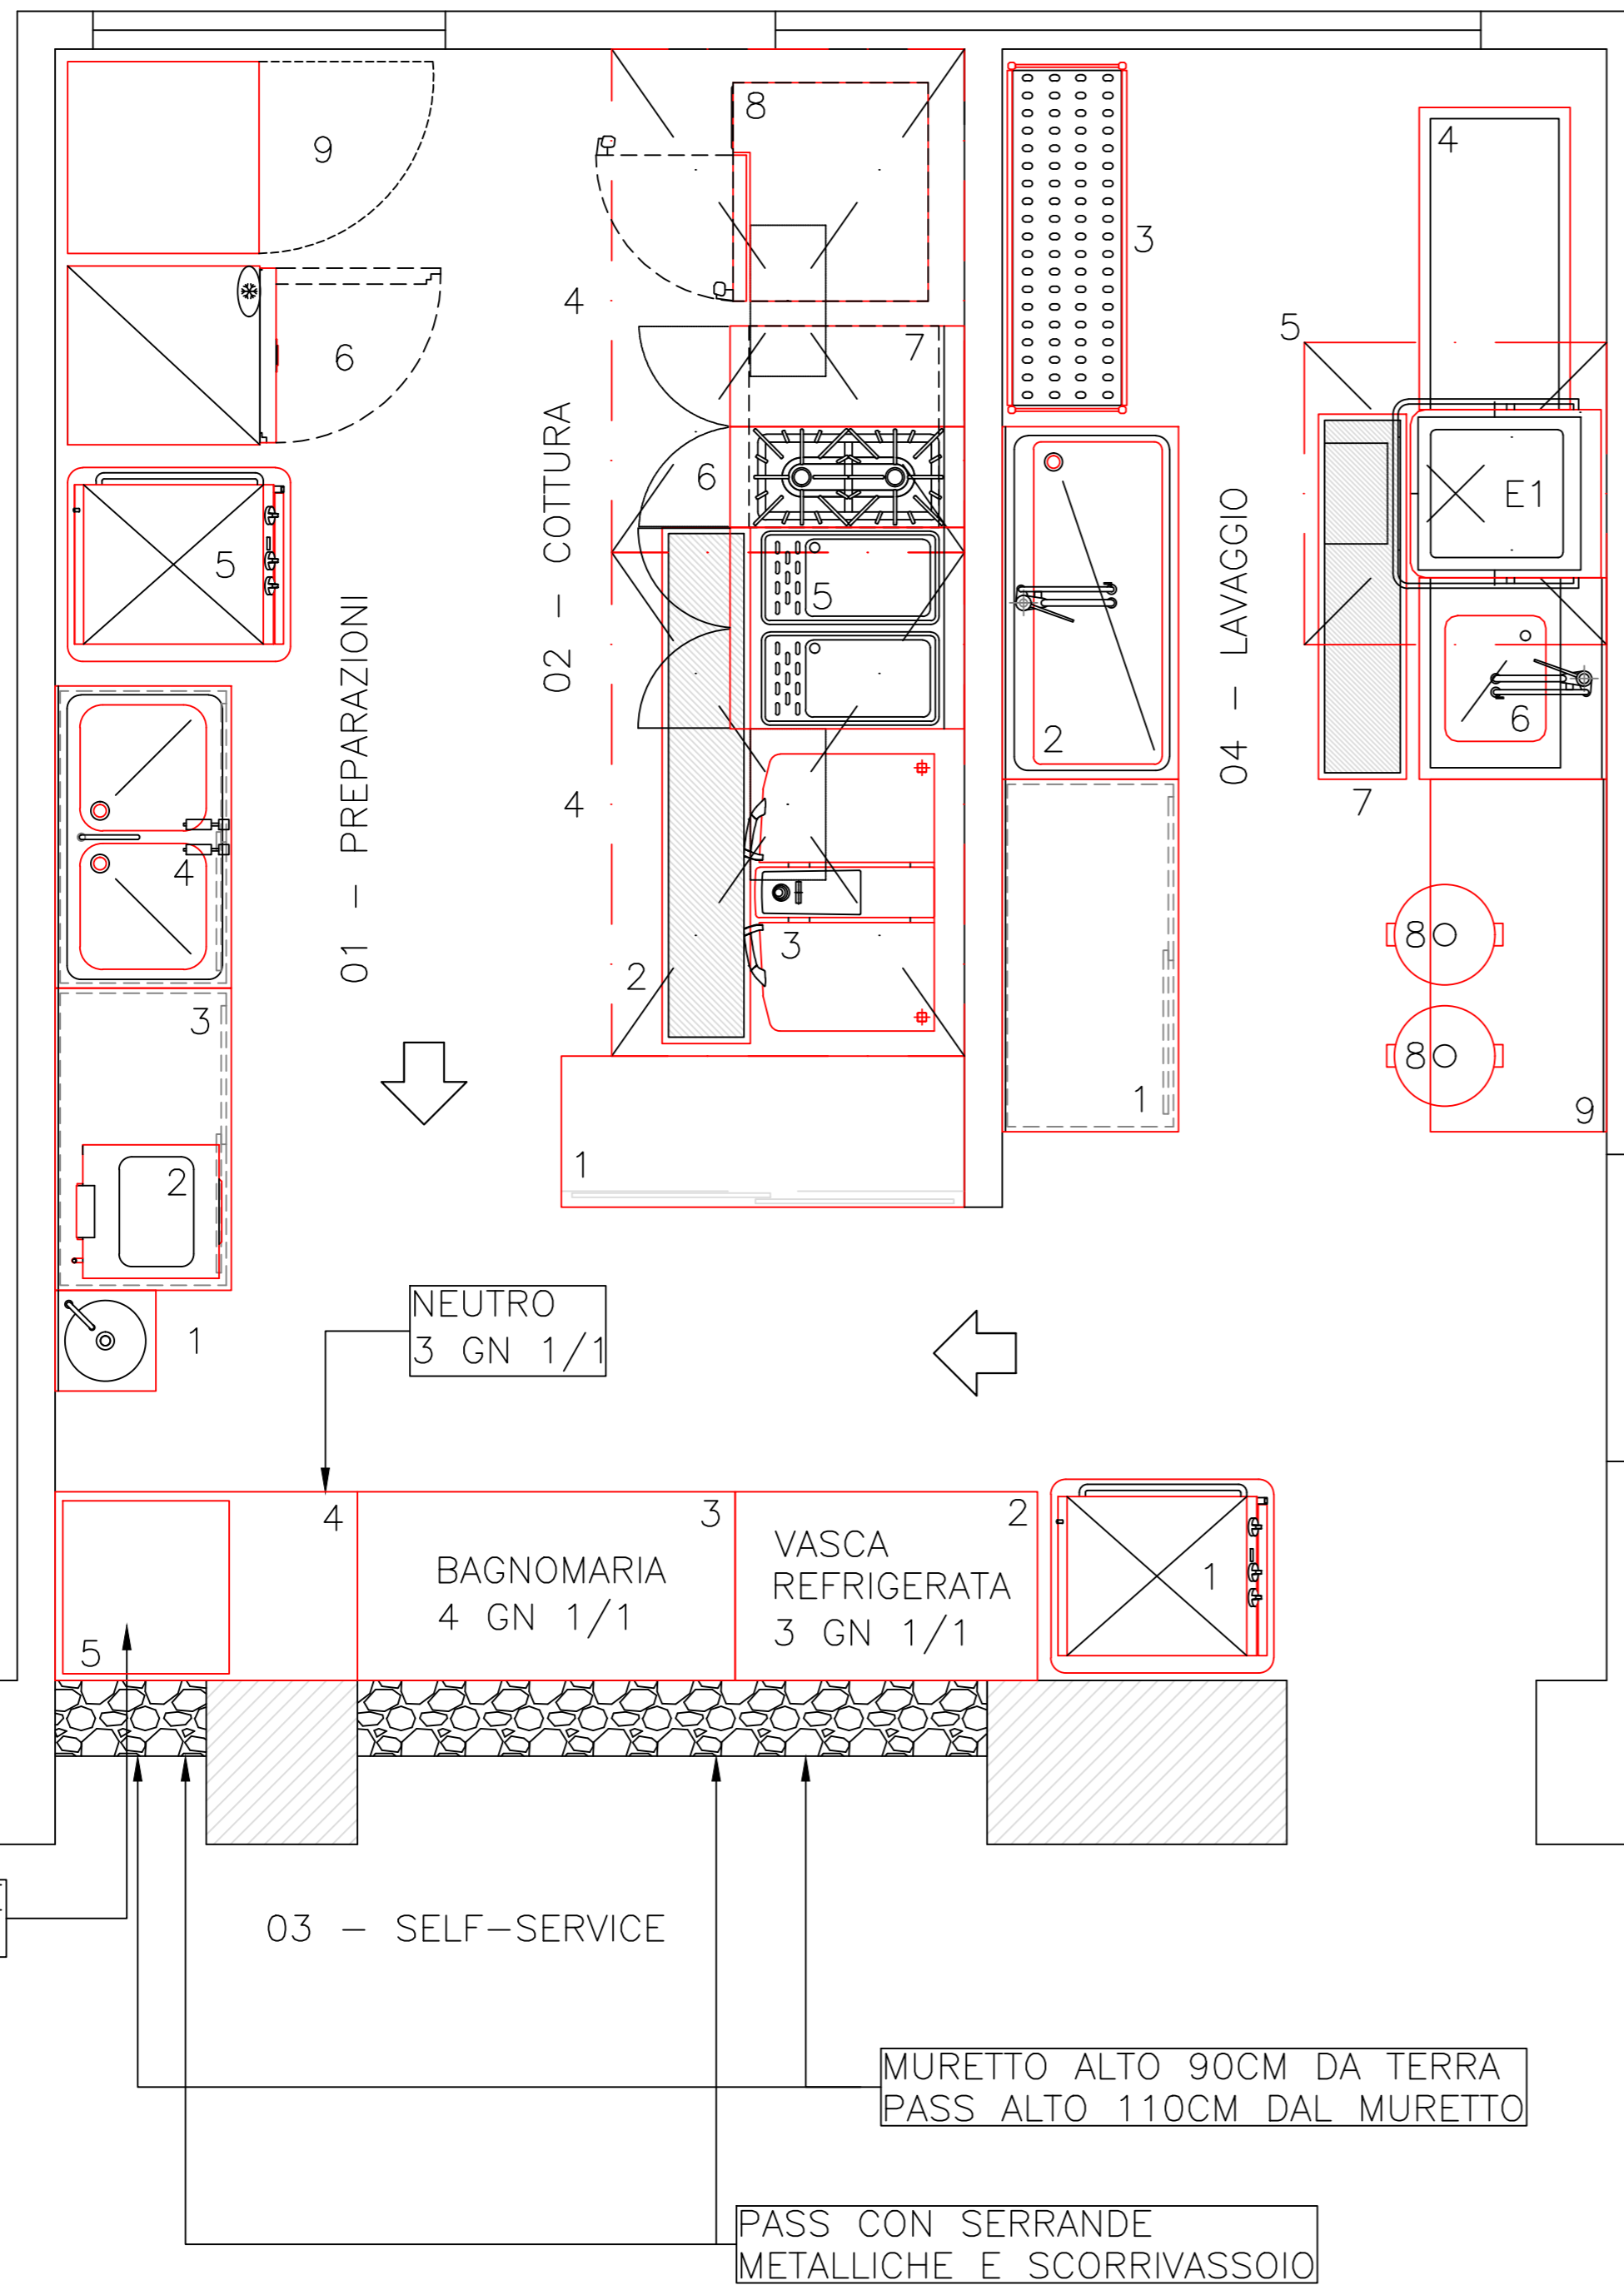 9
8
4
3
4
6
7
5
6
E1
5
5
01 - PREPARAZIONI
02 - COTTURA
04 - LAVAGGIO
2
6
7
4
4
3
2
8
3
8
1
9
2
1
1
NEUTRO
3 GN 1/1
4
3
2
BAGNOMARIA
4 GN 1/1
VASCA
REFRIGERATA
3 GN 1/1
1
5
03 - SELF-SERVICE
MURETTO ALTO 90CM DA TERRA
PASS ALTO 110CM DAL MURETTO
PASS CON SERRANDE
METALLICHE E SCORRIVASSOIO